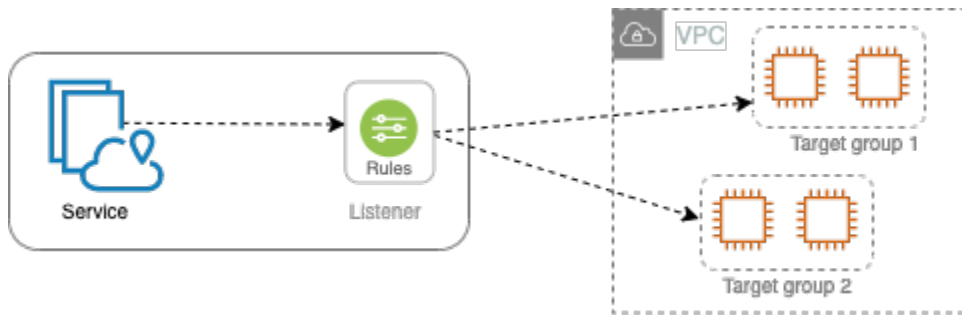 VPC
Rules
Service
Listener
Target group 1
Target group 2